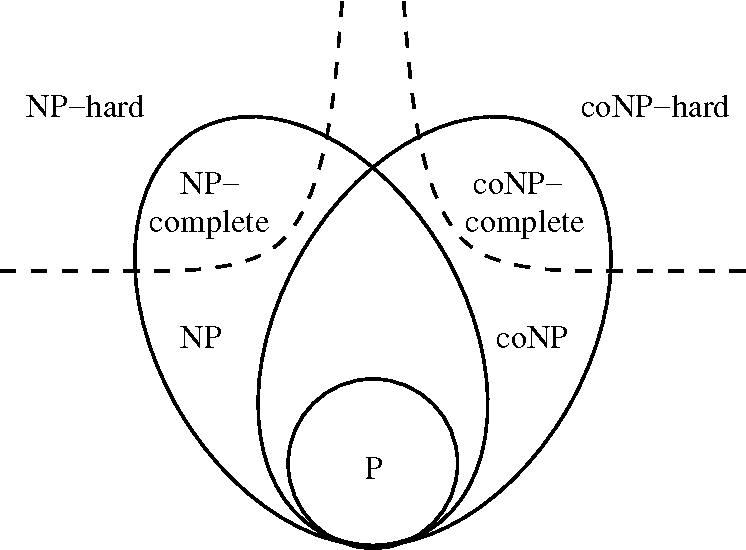 NP–hard
coNP–hard
NP–
complete
coNP–
complete
NP
coNP
P